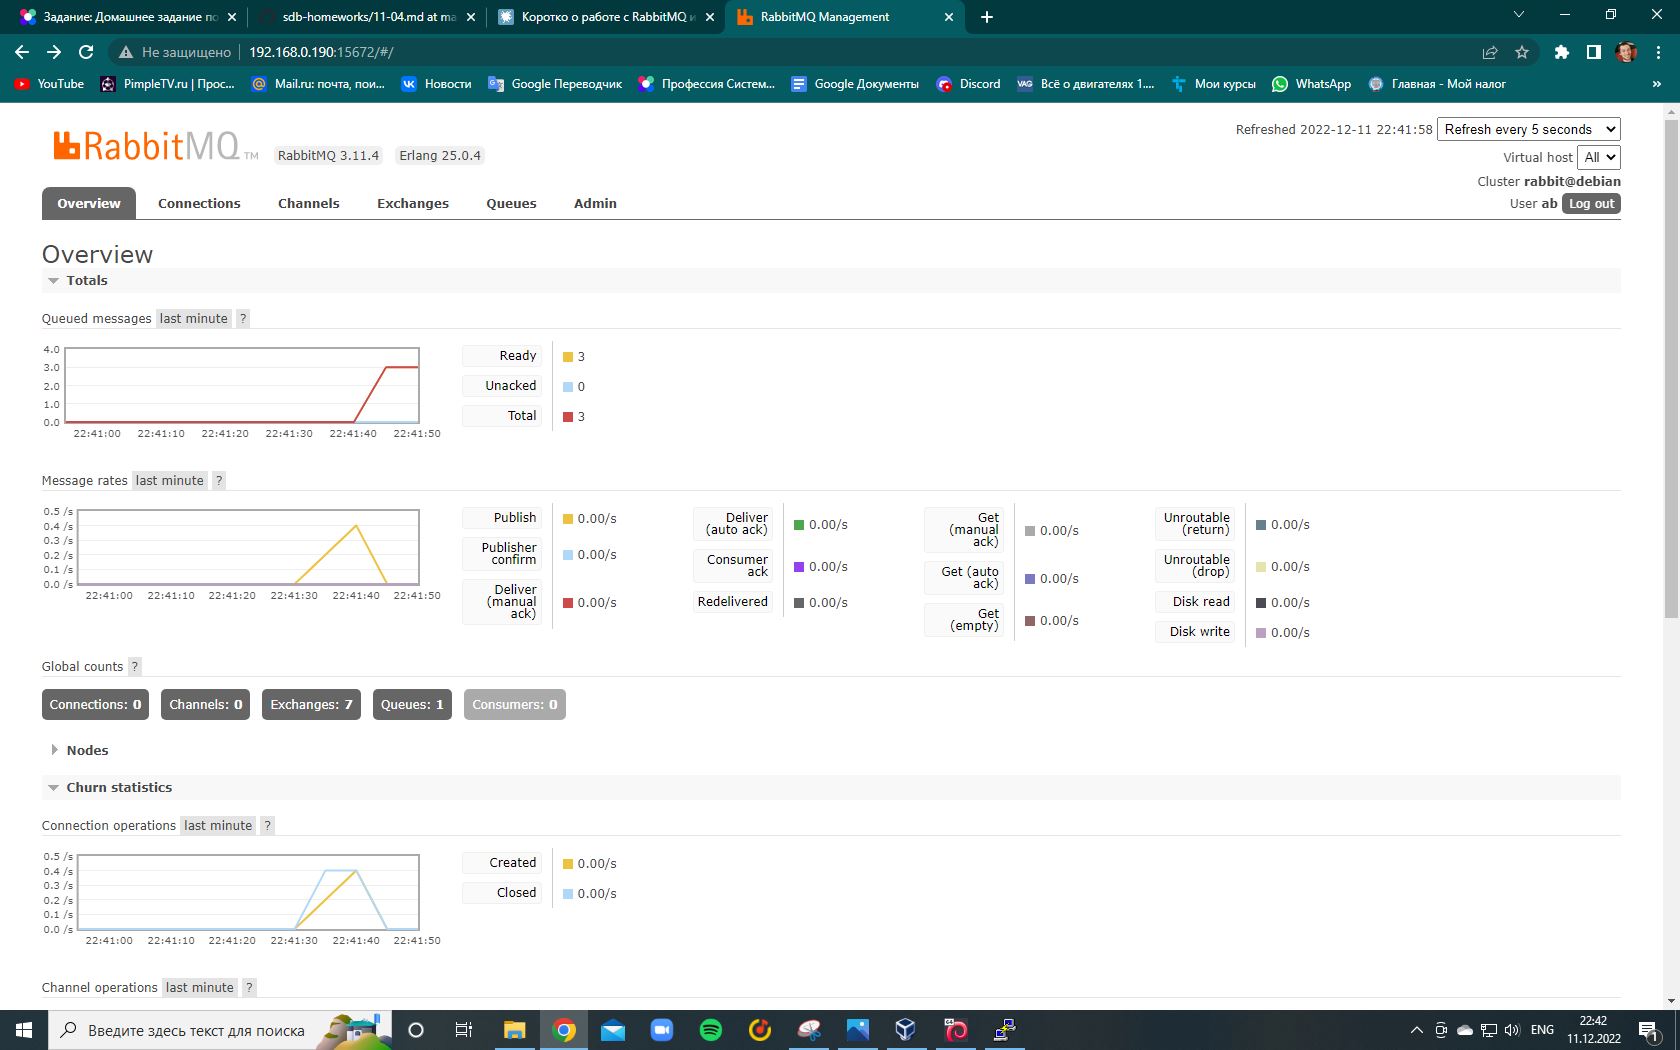 Задание: Домашнее задание по
sdb-homeworks/11-04.md at ma
Коротко о работе с RabbitMQ и
RabbitMQ Management
Не защищено
192.168.0.190:15672/#/
YouTube
PimpleTV.ru | Прос...
Mail.ru: почта, пои...
Новости
Google Переводчик
Профессия Систем...
Google Документы
Discord
Всё о двигателях 1....
Мои курсы
WhatsApp
Главная - Мой налог
»
RabbitMQ TM
RabbitMQ 3.11.4
Erlang 25.0.4
Refreshed 2022-12-11 22:41:58
Refresh every 5 seconds
Virtual host All
Cluster rabbit@debian
User ab Log out
Overview
Connections
Channels
Exchanges
Queues
Admin
Overview
Totals
Queued messages last minute ?
4.0
3.0
2.0
1.0
0.0
22:41:00 22:41:10 22:41:20 22:41:30 22:41:40 22:41:50
Ready 3
Unacked 0
Total 3
Message rates last minute ?
0.5 /s
0.4 /s
0.3 /s
0.2 /s
0.1 /s
0.0 /s
22:41:00 22:41:10 22:41:20 22:41:30 22:41:40 22:41:50
Publish 0.00/s
Publisher
confirm 0.00/s
Deliver
(manual
ack) 0.00/s
Deliver
(auto ack) 0.00/s
Consumer
ack 0.00/s
Redelivered 0.00/s
Get
(manual
ack) 0.00/s
Get (auto
ack) 0.00/s
Get
(empty) 0.00/s
Unroutable
(return) 0.00/s
Unroutable
(drop) 0.00/s
Disk read 0.00/s
Disk write 0.00/s
Global counts ?
Connections: 0
Channels: 0
Exchanges: 7
Queues: 1
Consumers: 0
Nodes
Churn statistics
Connection operations last minute ?
0.5 /s
0.4 /s
0.3 /s
0.2 /s
0.1 /s
0.0 /s
22:41:00 22:41:10 22:41:20 22:41:30 22:41:40 22:41:50
Created 0.00/s
Closed 0.00/s
Channel operations last minute ?
Введите здесь текст для поиска
ENG
22:42
11.12.2022
1